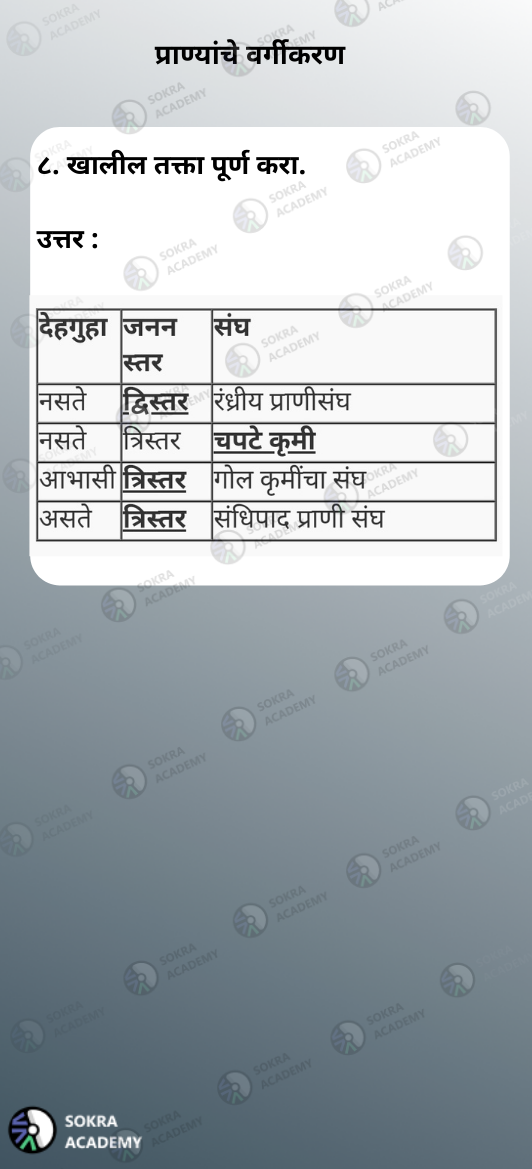 प्राण्यांचे वर्गीकरण
८. खालील तक्ता पूर्ण करा.
उत्तर :
देहगुहा जनन स्तर संघ
नसते द्विस्तर रंध्रीय प्राणीसंघ
नसते त्रिस्तर चपटे कृमी
आभासी त्रिस्तर गोल कृमींचा संघ
असते त्रिस्तर संधिपाद प्राणी संघ
SOKRA
ACADEMY